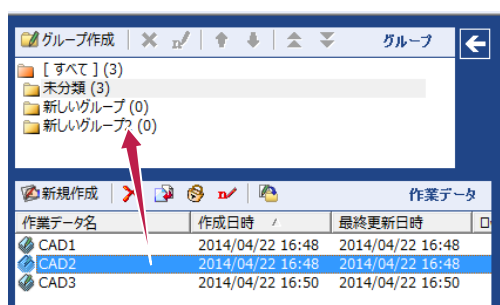 グループ作成 グループ
[ すべて ] (3)
未分類 (3)
新しいグループ (0)
新しいグループ2 (0)
新規作成 作業データ
作業データ名 作成日時 最終更新日時
CAD1 2014/04/22 16:48 2014/04/22 16:48
CAD2 2014/04/22 16:48 2014/04/22 16:48
CAD3 2014/04/22 16:50 2014/04/22 16:50